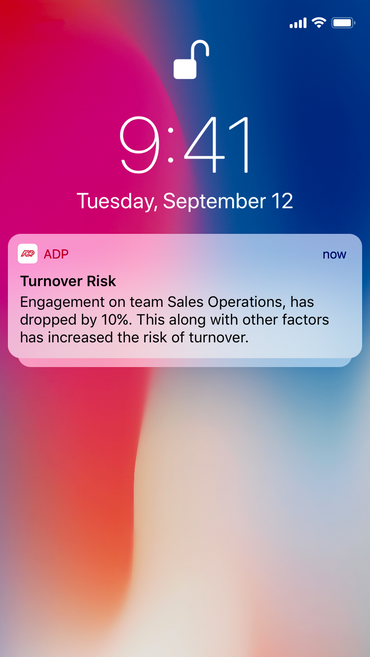 9:41
Tuesday, September 12
ADP now
Turnover Risk
Engagement on team Sales Operations, has
dropped by 10%. This along with other factors
has increased the risk of turnover.